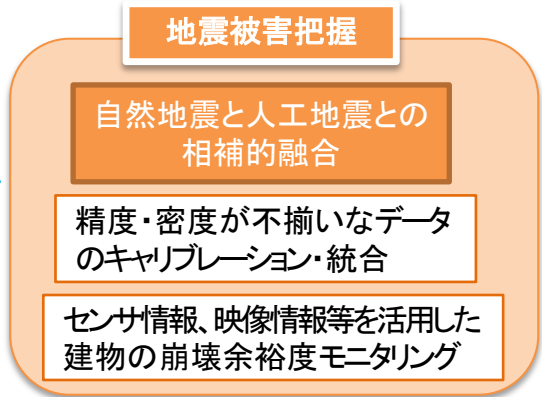 地震被害把握
自然地震と人工地震との
相補的融合
精度・密度が不揃いなデータ
のキャリブレーション・統合
センサ情報、映像情報等を活用した
建物の崩壊余裕度モニタリング